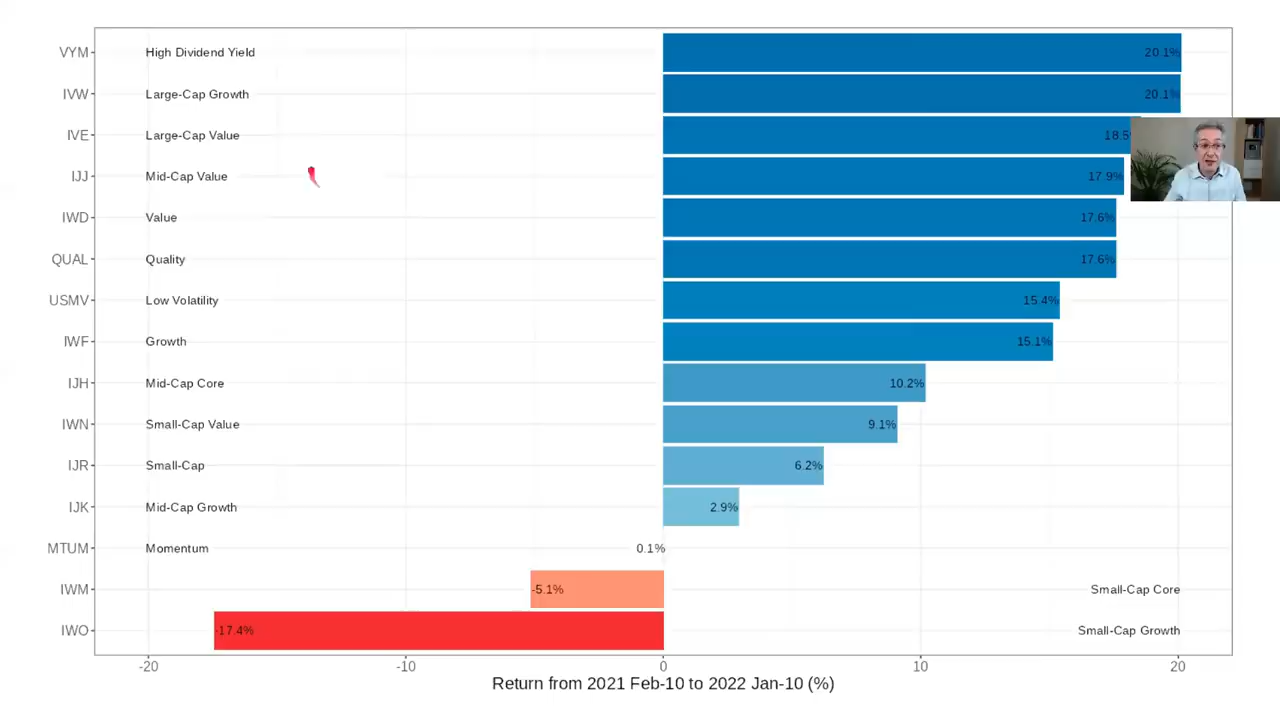 VYM High Dividend Yield 20.1%
IVW Large-Cap Growth 20.1%
IVE Large-Cap Value
IJJ Mid-Cap Value 17.9%
IWD Value 17.6%
QUAL Quality 17.6%
USMV Low Volatility 15.4%
IWF Growth 15.1%
IJH Mid-Cap Core 10.2%
IWN Small-Cap Value 9.1%
IJR Small-Cap 6.2%
IJK Mid-Cap Growth 2.9%
MTUM Momentum 0.1%
IWM -5.1% Small-Cap Core
IWO -17.4% Small-Cap Growth
-20 -10 0 10 20
Return from 2021 Feb-10 to 2022 Jan-10 (%)